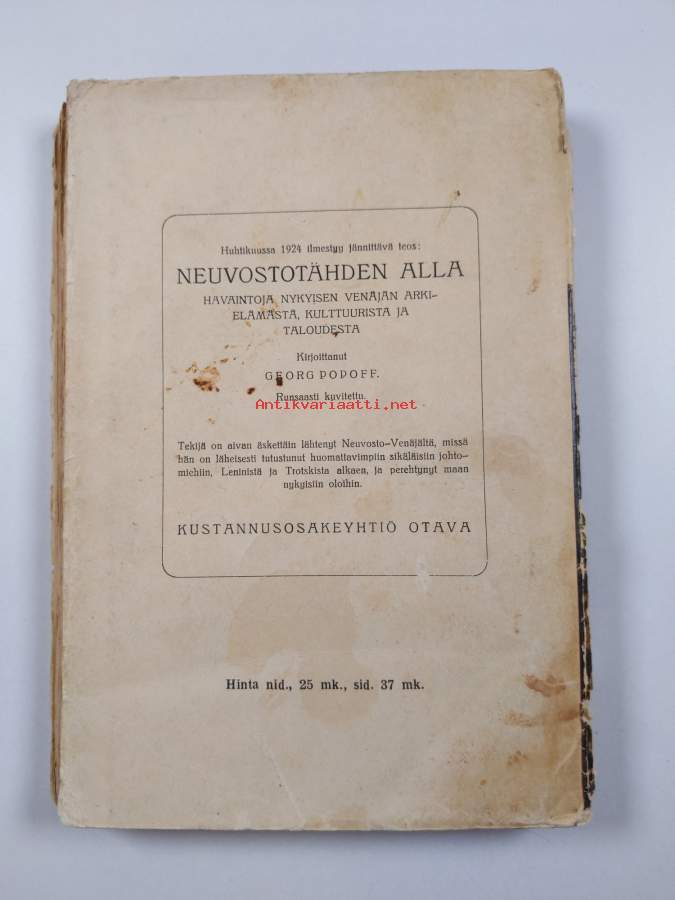 Huhtikuussa 1924 ilmestyy jännittävä teos:
NEUVOSTOTÄHDEN ALLA
HAVAINTOJA NYKYISEN VENÄJÄN ARKI-
ELÄMÄSTÄ, KULTTUURISTA JA
TALOUDESTA
Kirjoittanut
GEORG POPOFF.
Runsaasti kuvitettu.
Antikvariaatti.net
Tekijä on aivan äskettäin lähtenyt Neuvosto-Venäjältä, missä
hän on läheisesti tutustunut huomattavimpiin sikäläisiin johto-
miehiin, Leninistä ja Trotskista alkaen, ja perehtynyt maan
nykyisiin oloihin.
KUSTANNUSOSAKEYHTIÖ OTAVA
Hinta nid., 25 mk., sid. 37 mk.